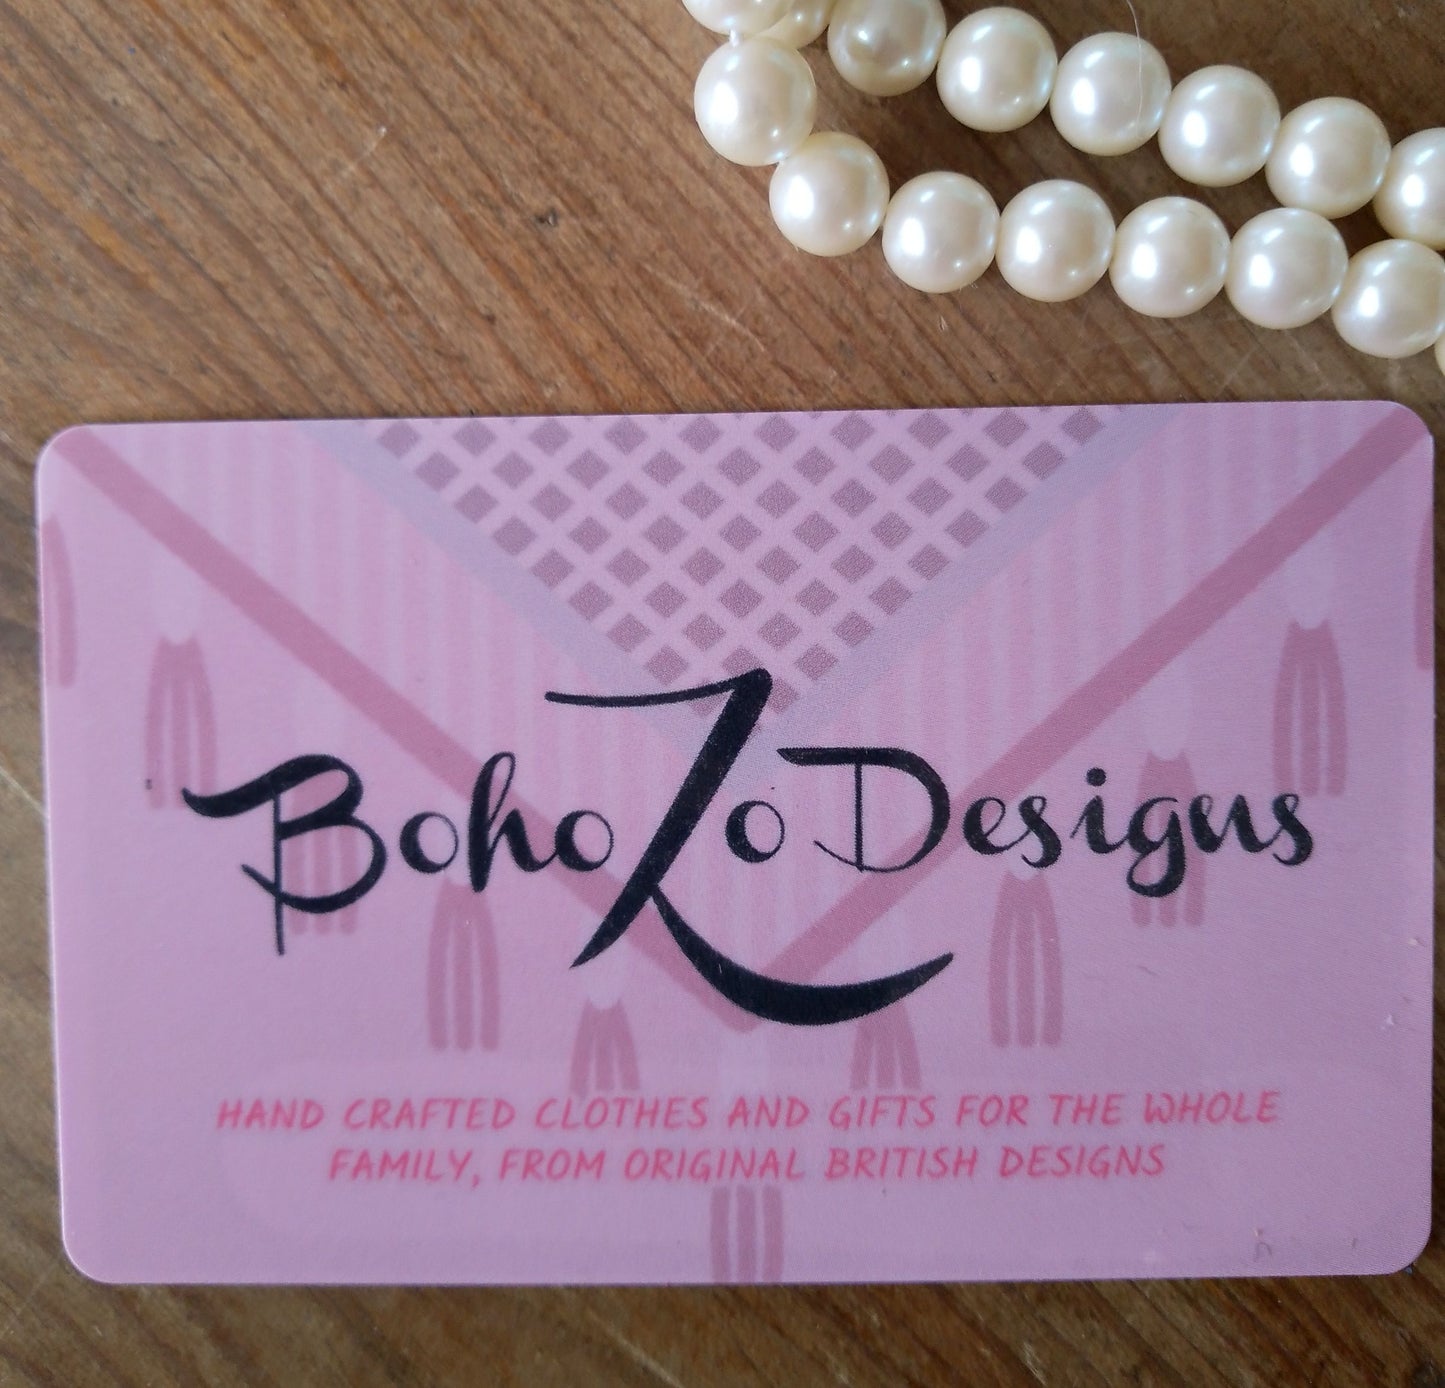 BohoZo Designs
HAND CRAFTED CLOTHES AND GIFTS FOR THE WHOLE
FAMILY, FROM ORIGINAL BRITISH DESIGNS